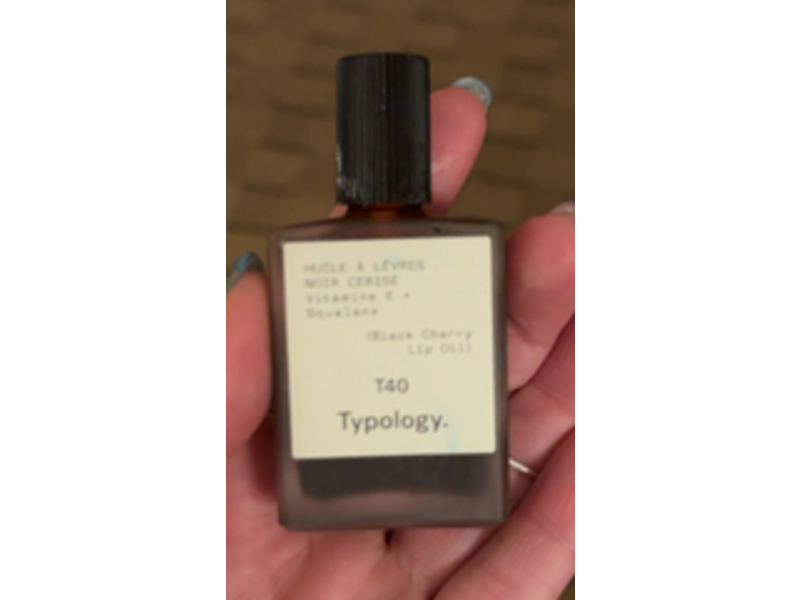 HUILE À LÈVRES
NOIR CERISE
Vitamine E +
Squalane
(Black Cherry
Lip Oil)
T40
Typology.